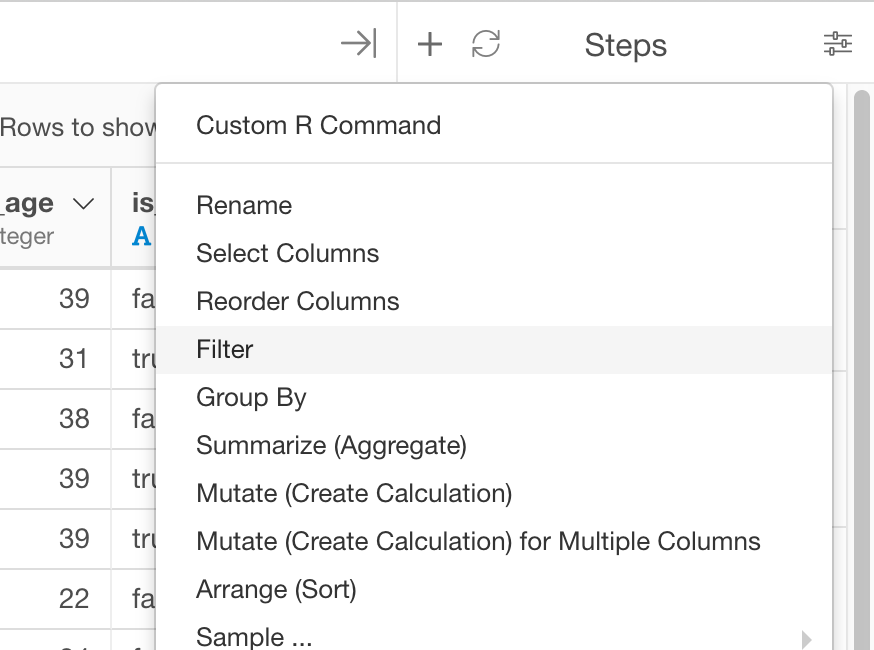 Steps
Rows to show
_age
is_
teger
A
Custom R Command
Rename
Select Columns
Reorder Columns
Filter
Group By
Summarize (Aggregate)
Mutate (Create Calculation)
Mutate (Create Calculation) for Multiple Columns
Arrange (Sort)
Sample ...
39
fa
31
tru
38
fa
39
tru
39
tru
22
fa